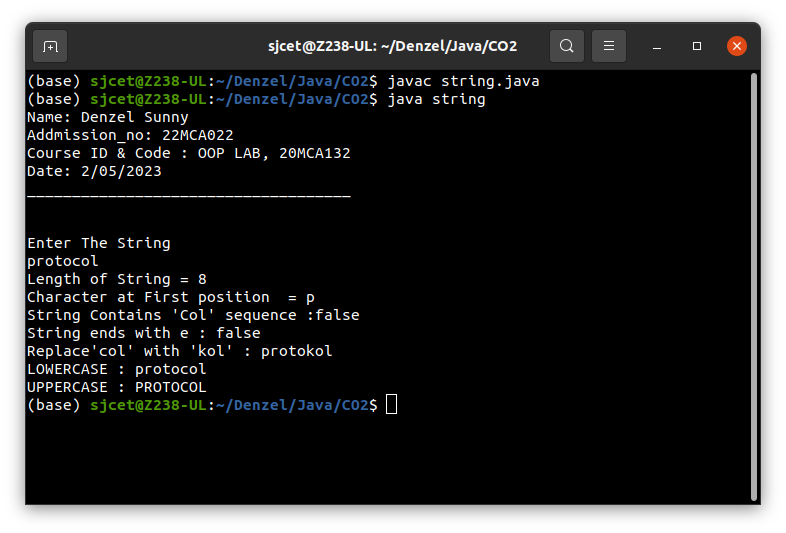 sjcet@Z238-UL: ~/Denzel/Java/CO2
(base) sjcet@Z238-UL:~/Denzel/Java/CO2$ javac string.java
(base) sjcet@Z238-UL:~/Denzel/Java/CO2$ java string
Name: Denzel Sunny
Addmission_no: 22MCA022
Course ID & Code : OOP LAB, 20MCA132
Date: 2/05/2023
____________________________________
Enter The String
protocol
Length of String = 8
Character at First position  = p
String Contains 'Col' sequence :false
String ends with e : false
Replace'col' with 'kol' : protokol
LOWERCASE : protocol
UPPERCASE : PROTOCOL
(base) sjcet@Z238-UL:~/Denzel/Java/CO2$